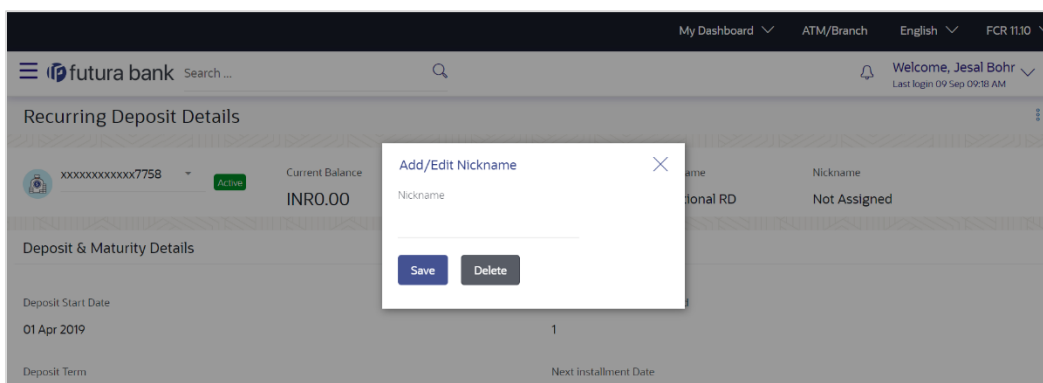 My Dashboard ATM/Branch English FCR 11.10
futura bank Search ... Welcome, Jesal Bohr
Last login 09 Sep 09:18 AM
Recurring Deposit Details
xxxxxxxxxxxx7758 Active
Current Balance
INR0.00
Add/Edit Nickname
Nickname
Save Delete
ame
ional RD
Nickname
Not Assigned
Deposit & Maturity Details
Deposit Start Date
01 Apr 2019
1
Deposit Term Next installment Date